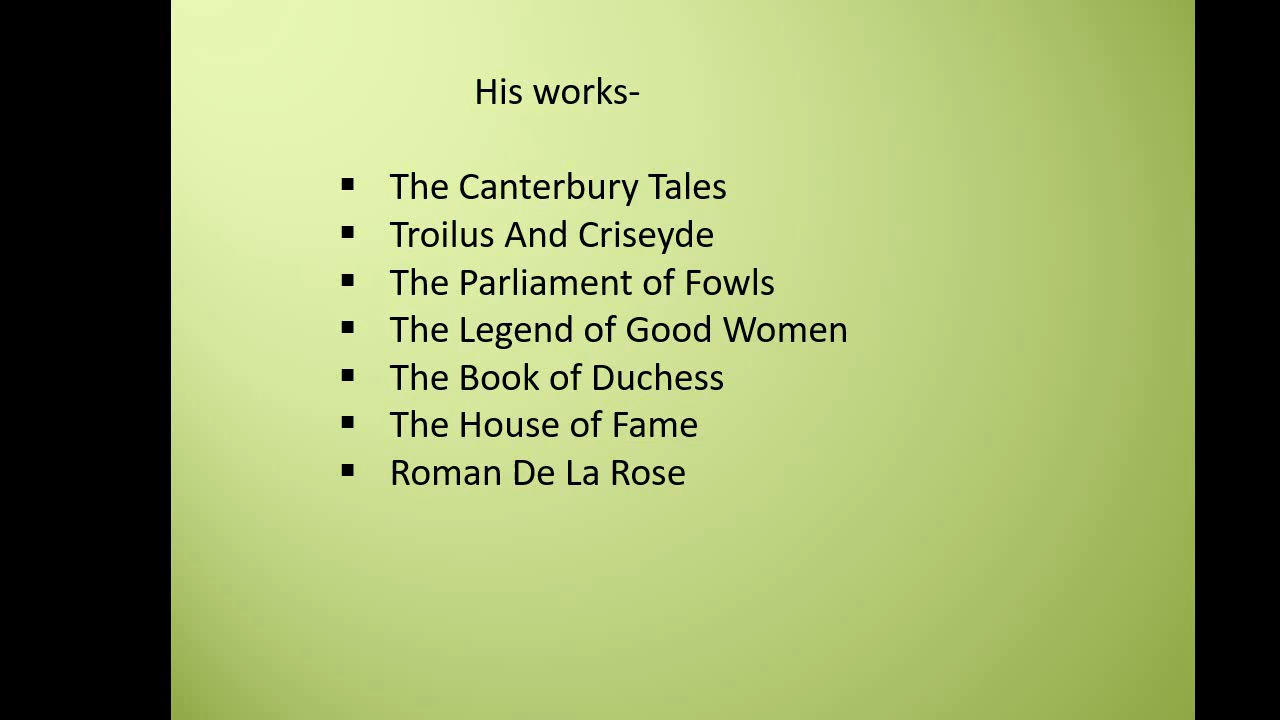 His works-
▪ The Canterbury Tales
▪ Troilus And Criseyde
▪ The Parliament of Fowls
▪ The Legend of Good Women
▪ The Book of Duchess
▪ The House of Fame
▪ Roman De La Rose